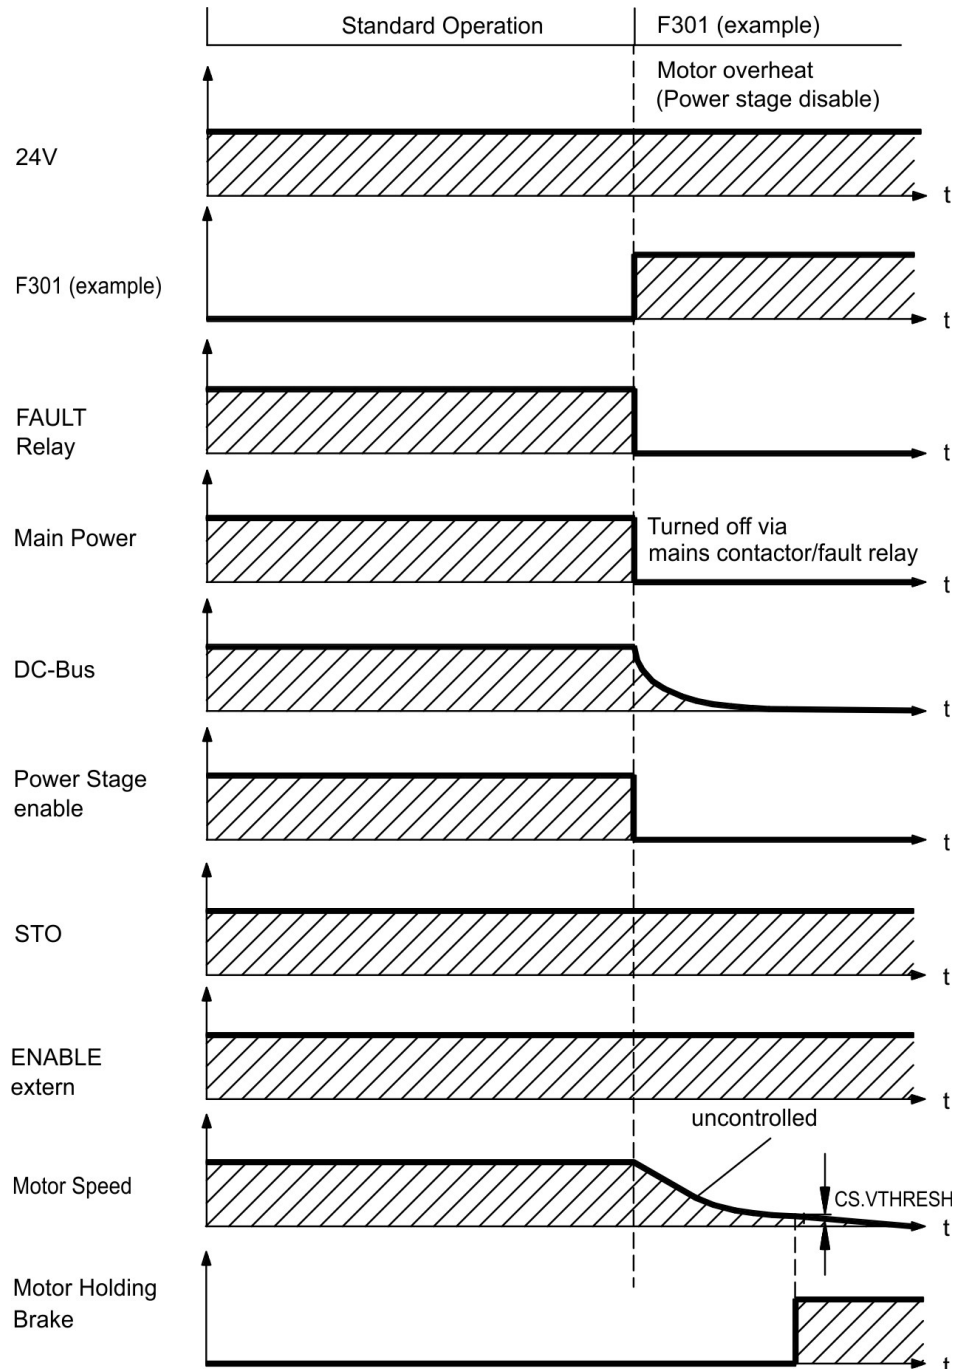 Standard Operation
F301 (example)
Motor overheat
(Power stage disable)
24V
t
F301 (example)
t
FAULT
Relay
t
Main Power
Turned off via
mains contactor/fault relay
t
DC-Bus
t
Power Stage
enable
t
STO
t
ENABLE
extern
t
uncontrolled
Motor Speed
CS.VTHRESH
t
Motor Holding
Brake
t